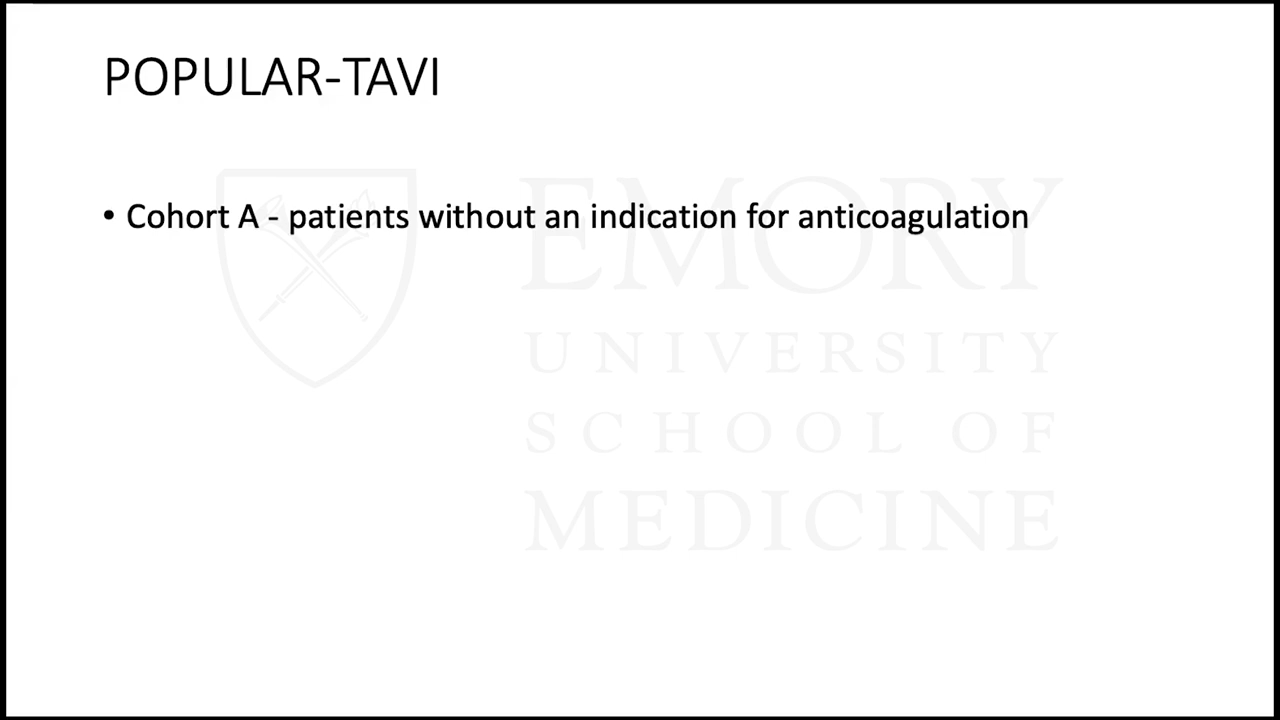 POPULAR-TAVI
• Cohort A - patients without an indication for anticoagulation
EMORY
UNIVERSITY
SCHOOL OF
MEDICINE